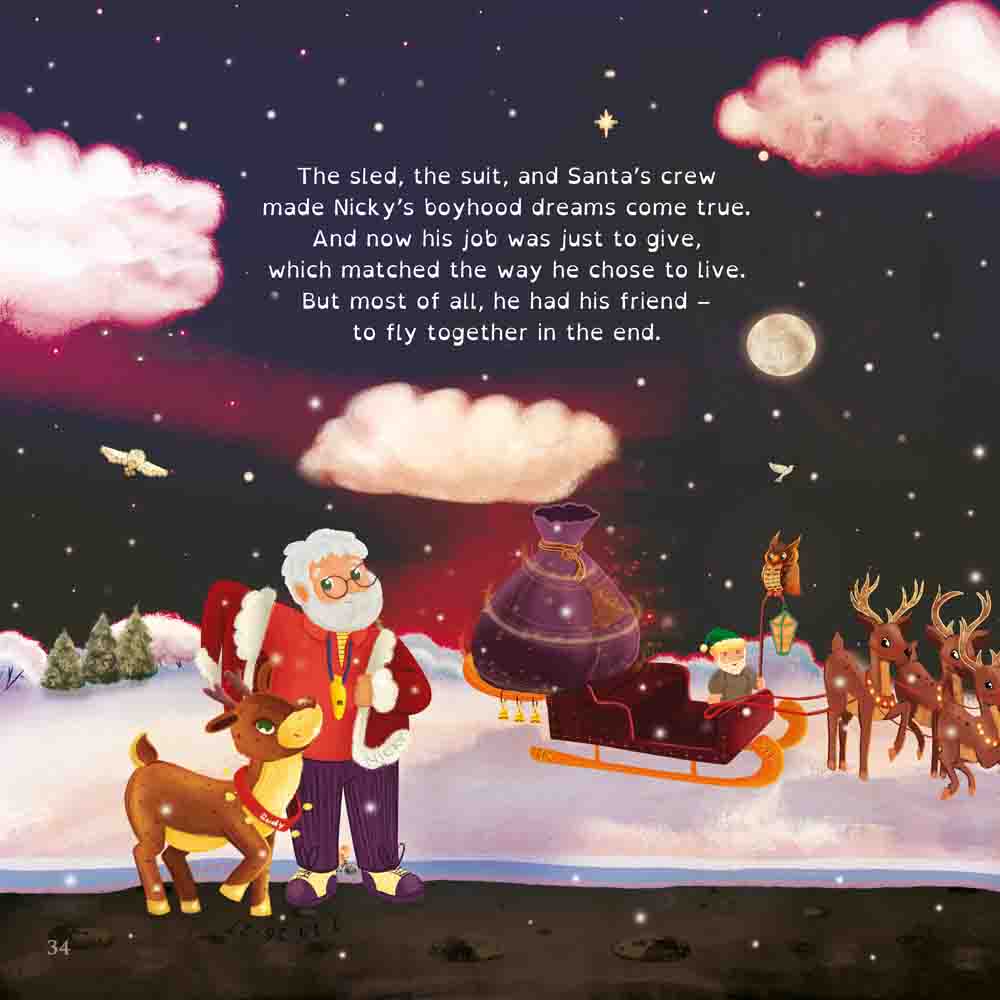 The sled, the suit, and Santa's crew
made Nicky's boyhood dreams come true.
And now his job was just to give,
which matched the way he chose to live.
But most of all, he had his friend –
to fly together in the end.
NICKY
Rudy
34